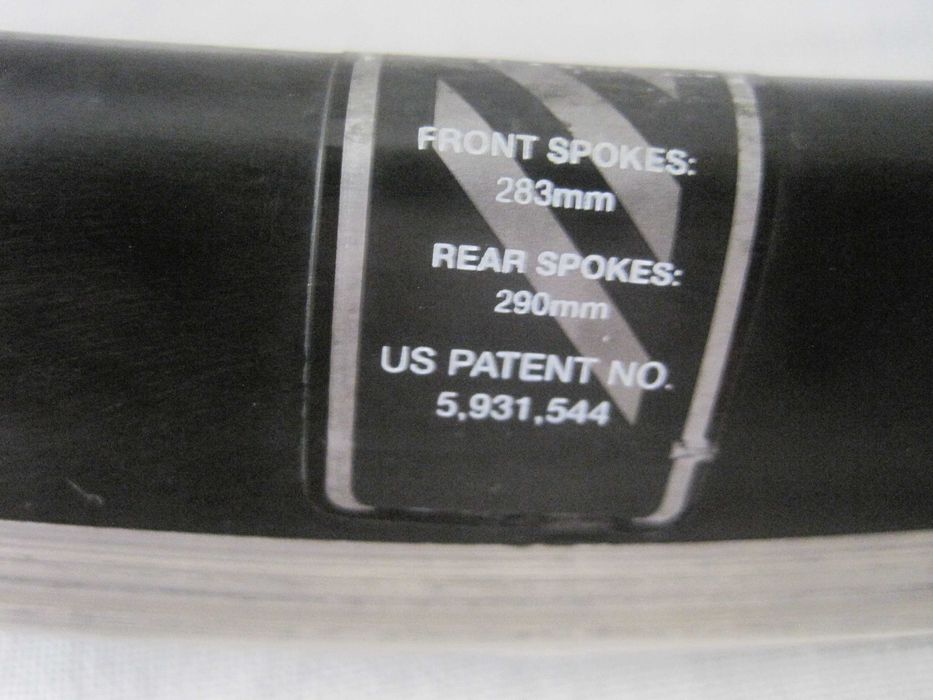 FRONT SPOKES:
283mm
REAR SPOKES:
290mm
US PATENT NO.
5,931,544